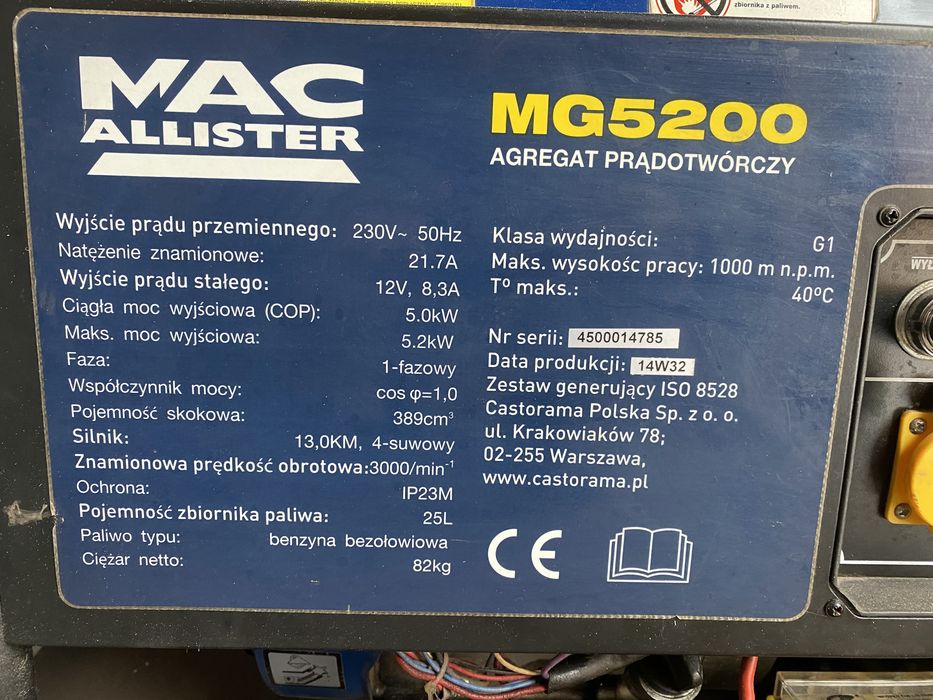 zbiornika z paliwem.
MAC
ALLISTER
MG5200
AGREGAT PRĄDOTWÓRCZY
Wyjście prądu przemiennego: 230V~ 50Hz
Natężenie znamionowe: 21.7A
Wyjście prądu stałego: 12V, 8,3A
Ciągła moc wyjściowa (COP): 5.0kW
Maks. moc wyjściowa: 5.2kW
Faza: 1-fazowy
Współczynnik mocy: cos φ=1,0
Pojemność skokowa: 389cm³
Silnik: 13,0KM, 4-suwowy
Znamionowa prędkość obrotowa:3000/min⁻¹
Ochrona: IP23M
Pojemność zbiornika paliwa: 25L
Paliwo typu: benzyna bezołowiowa
Ciężar netto: 82kg
Klasa wydajności: G1
Maks. wysokośc pracy: 1000 m n.p.m.
Tº maks.: 40ºC
Nr serii: 4500014785
Data produkcji: 14W32
Zestaw generujący ISO 8528
Castorama Polska Sp. z o. o.
ul. Krakowiaków 78;
02-255 Warszawa,
www.castorama.pl
CE